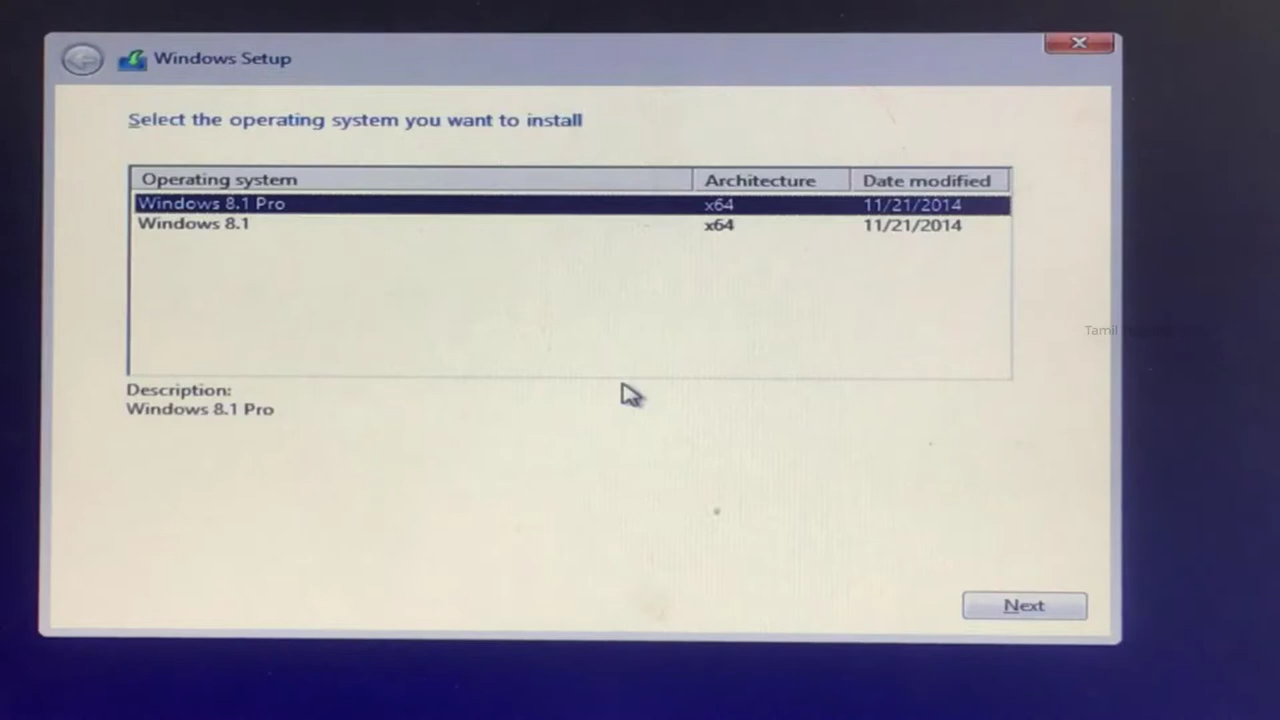 Windows Setup
Select the operating system you want to install
Operating system Architecture Date modified
Windows 8.1 Pro x64 11/21/2014
Windows 8.1 x64 11/21/2014
Tamil
Description:
Windows 8.1 Pro
Next